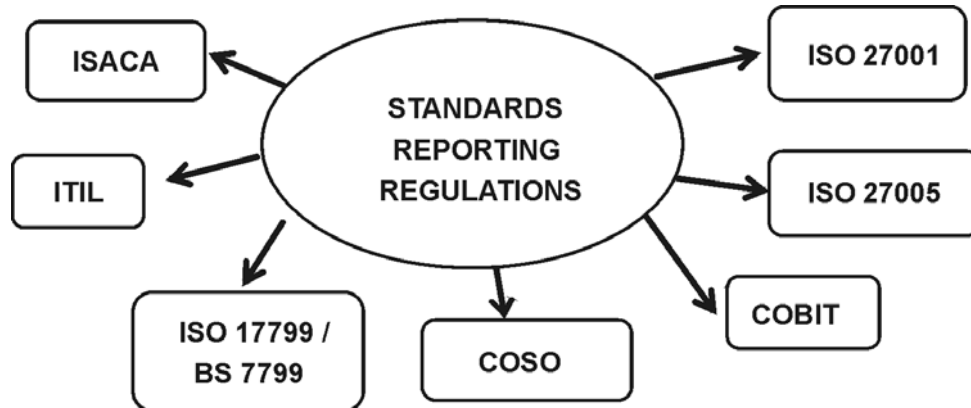 ISACA
ITIL
ISO 17799 /
BS 7799
STANDARDS
REPORTING
REGULATIONS
COSO
COBIT
ISO 27005
ISO 27001